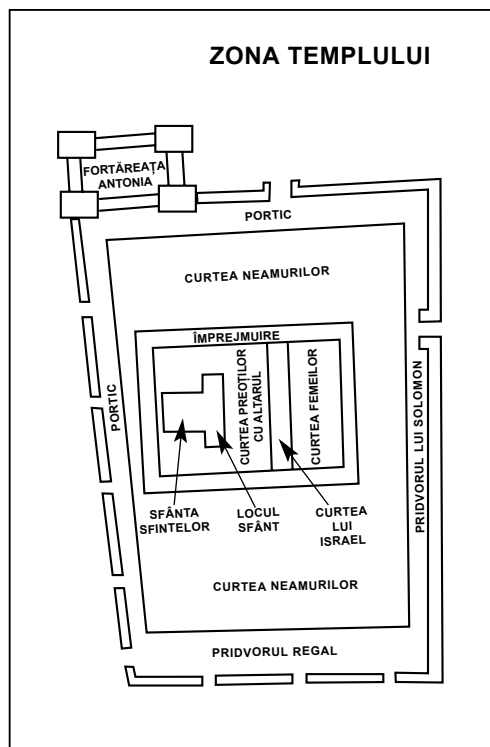 ZONA TEMPLULUI
FORTĂREAȚA
ANTONIA
PORTIC
CURTEA NEAMURILOR
ÎMPREJMUIRE
CURTEA PREOȚILOR
CU ALTARUL
CURTEA FEMEILOR
PORTIC
PRIDVORUL LUI SOLOMON
SFÂNTA
SFINTELOR
LOCUL
SFÂNT
CURTEA
LUI
ISRAEL
CURTEA NEAMURILOR
PRIDVORUL REGAL